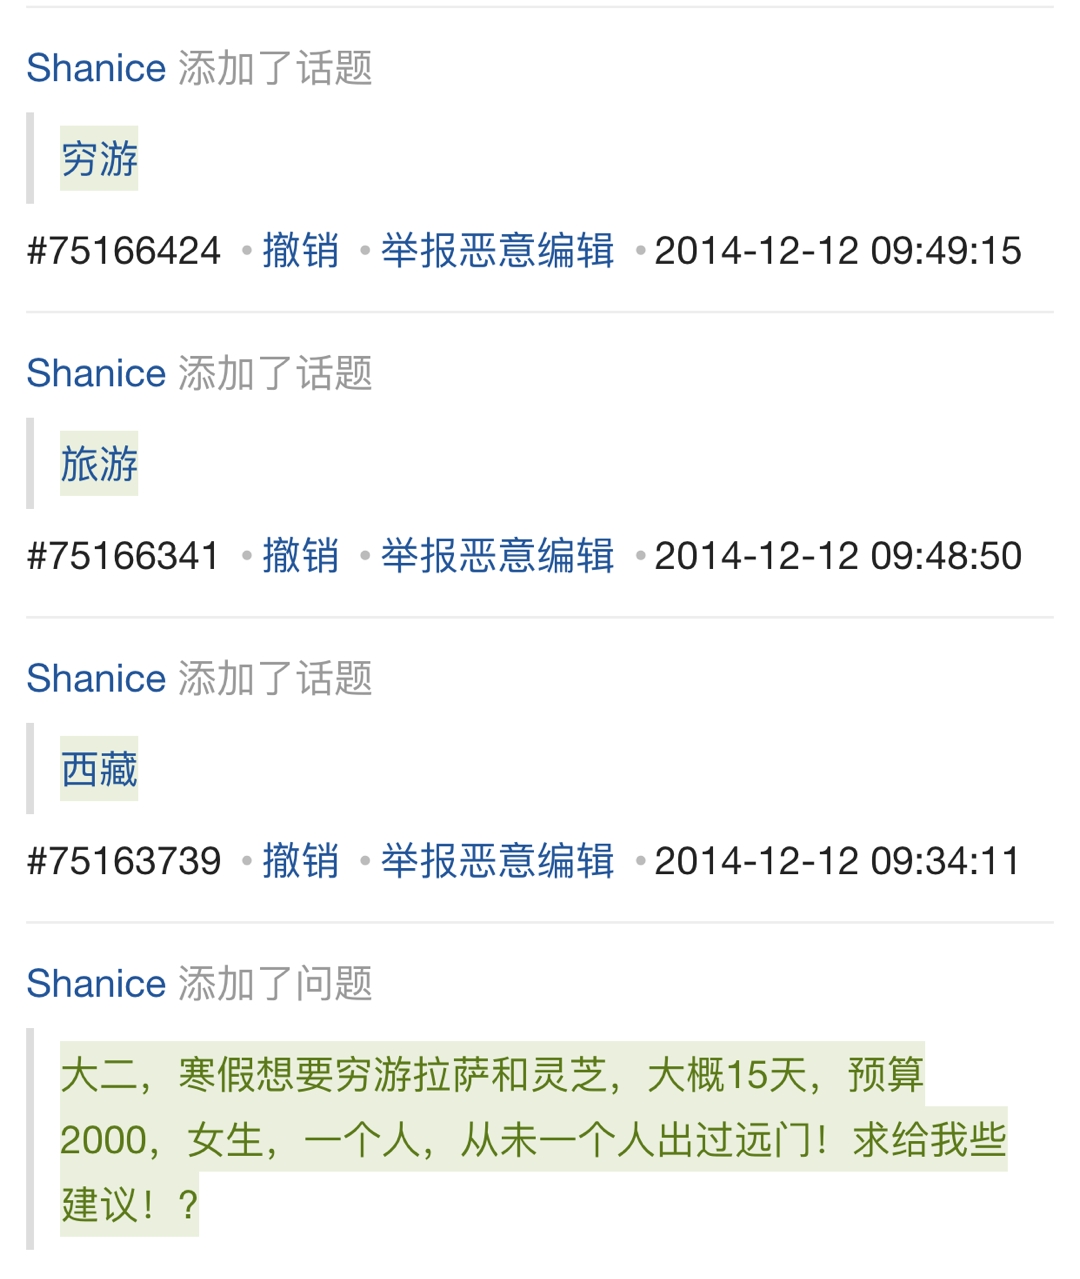 Shanice 添加了话题
穷游
#75166424 •撤销 •举报恶意编辑 •2014-12-12 09:49:15
Shanice 添加了话题
旅游
#75166341 •撤销 •举报恶意编辑 •2014-12-12 09:48:50
Shanice 添加了话题
西藏
#75163739 •撤销 •举报恶意编辑 •2014-12-12 09:34:11
Shanice 添加了问题
大二，寒假想要穷游拉萨和灵芝，大概15天，预算
2000，女生，一个人，从未一个人出过远门！求给我些
建议！？